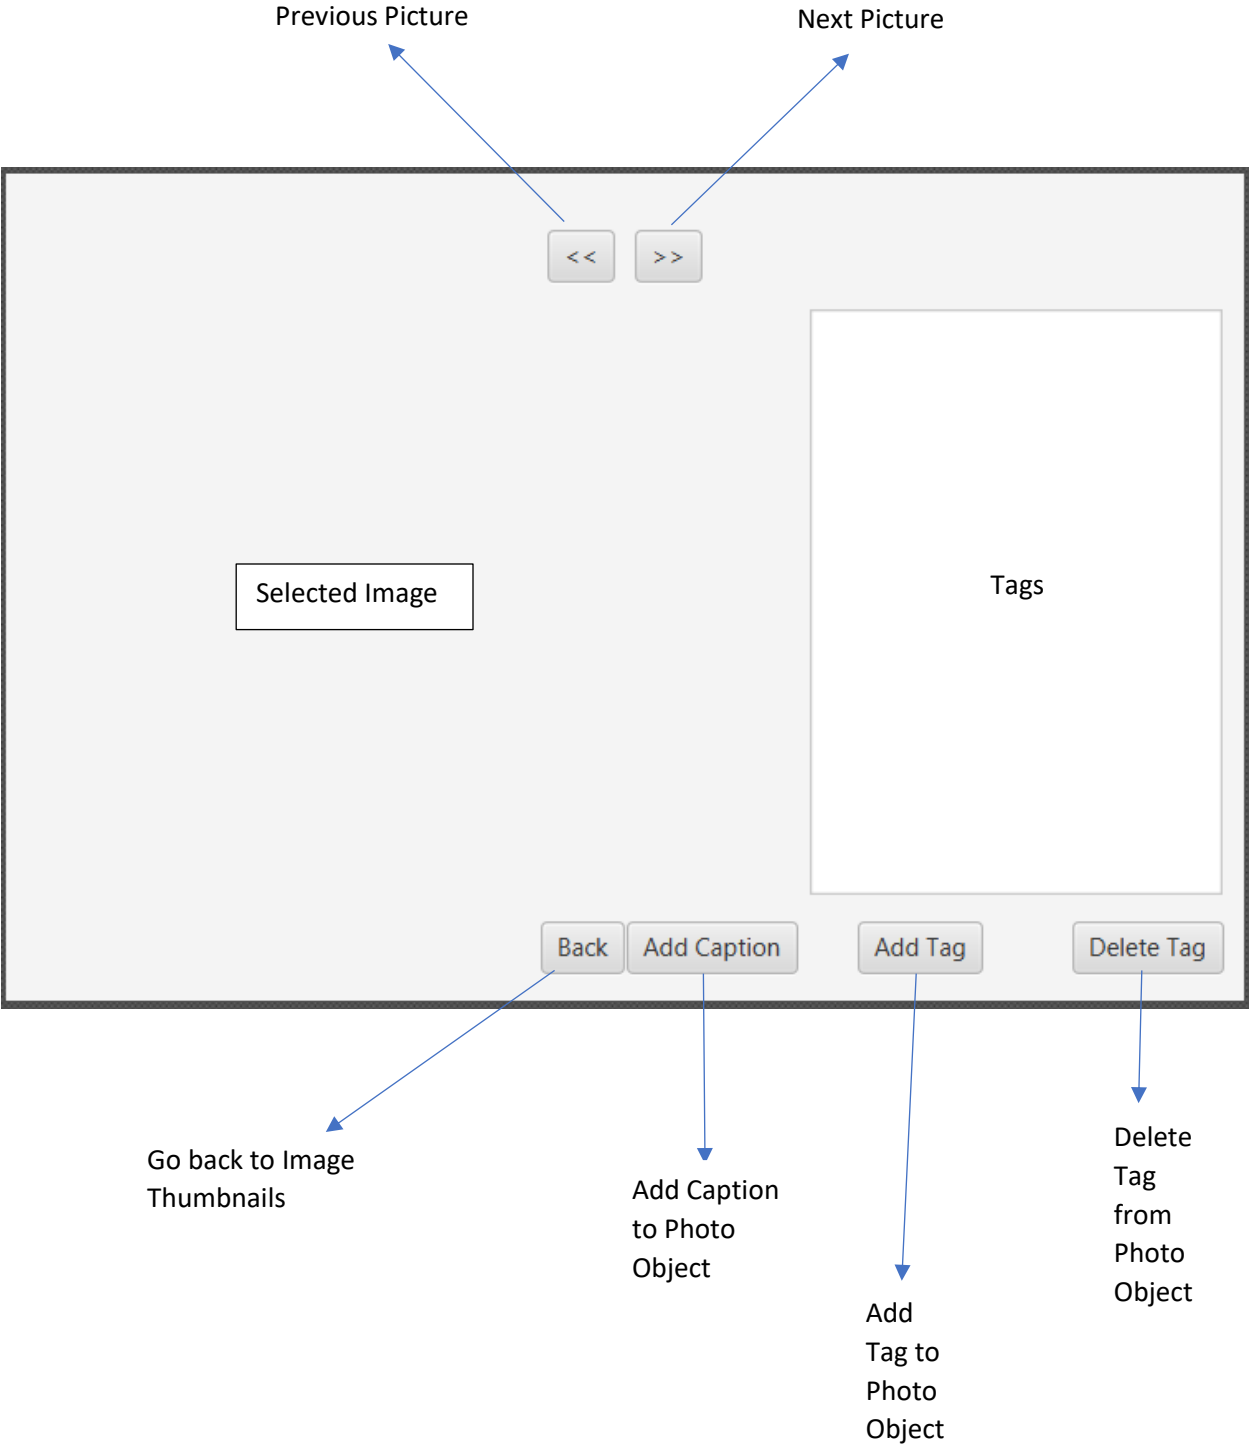 Previous Picture
Next Picture
<<
>>
Selected Image
Tags
Back
Add Caption
Add Tag
Delete Tag
Go back to Image
Thumbnails
Add Caption
to Photo
Object
Add
Tag to
Photo
Object
Delete
Tag
from
Photo
Object